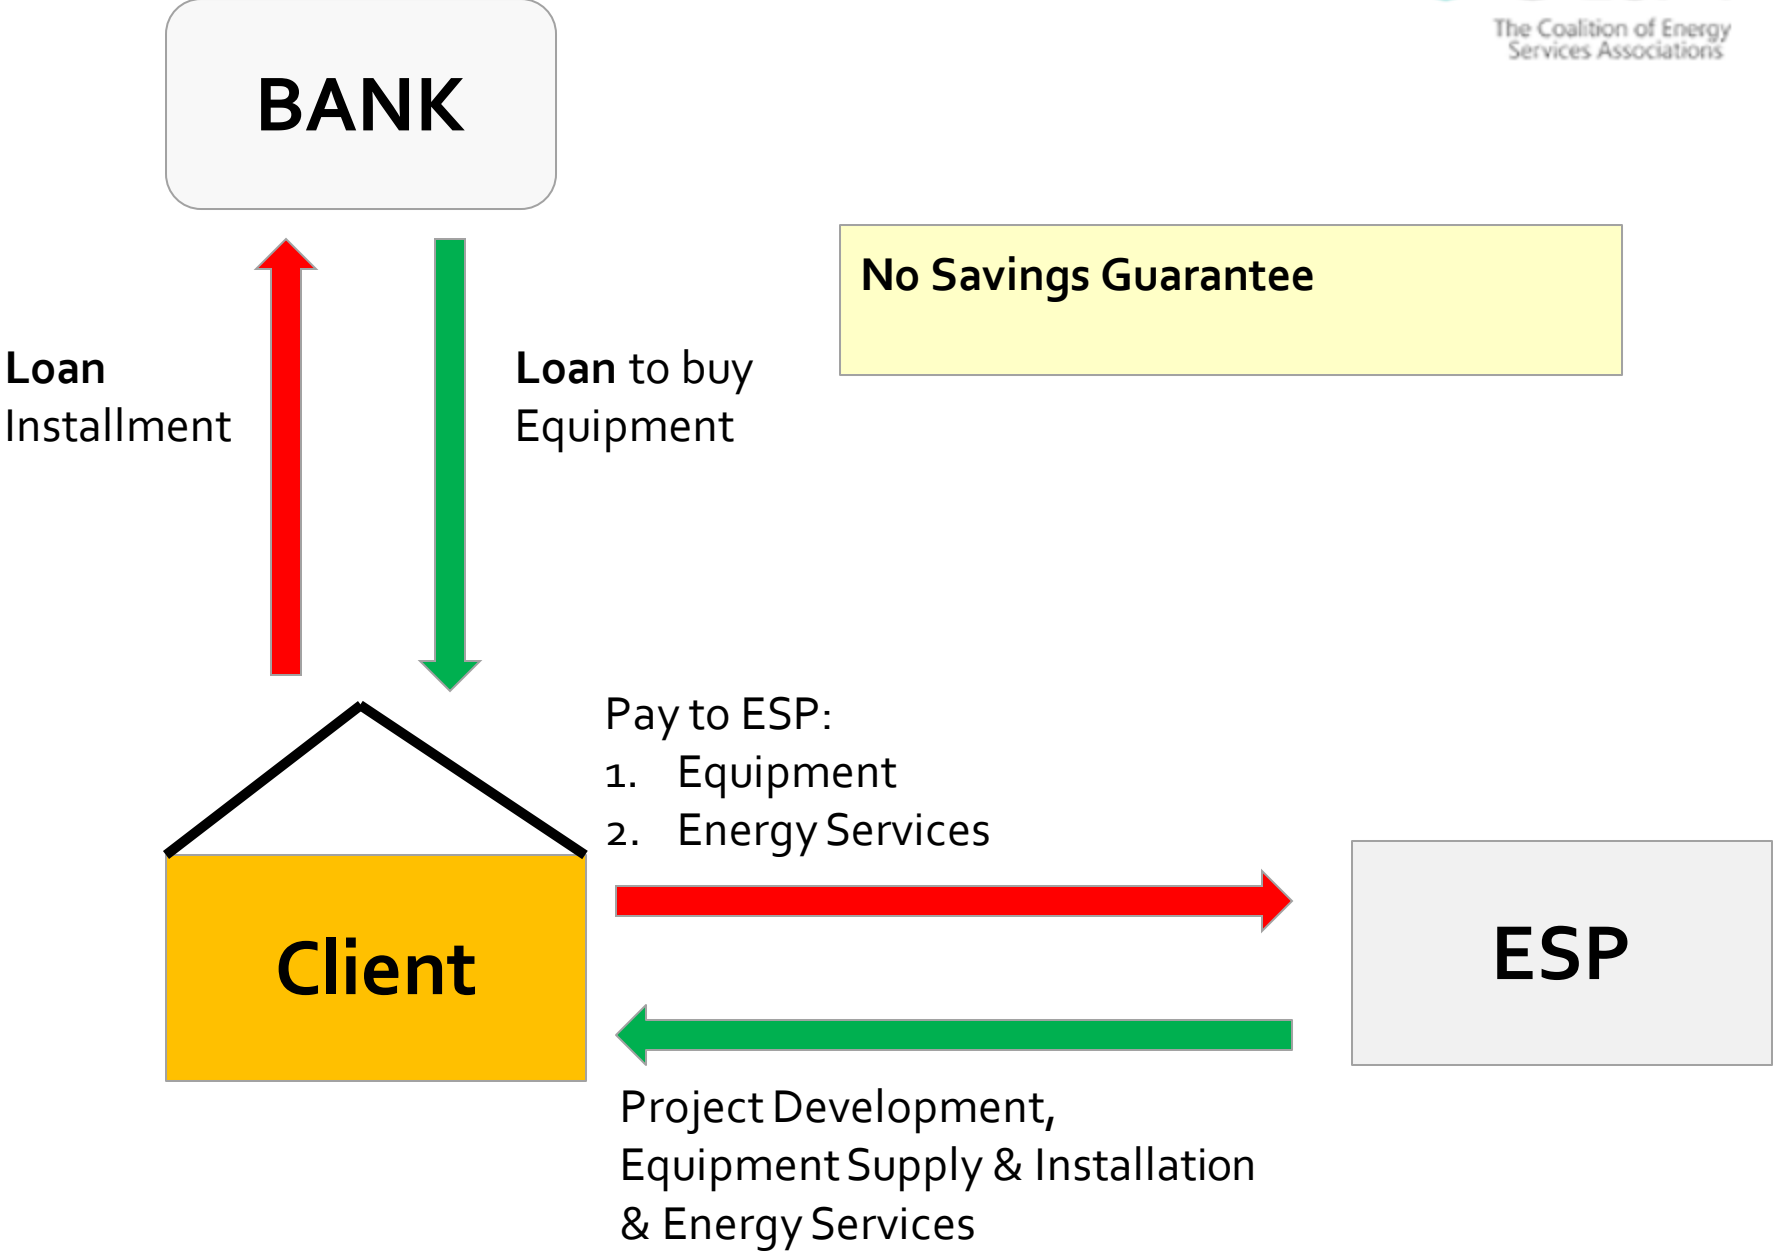 The Coalition of Energy
Services Associations
BANK
No Savings Guarantee
Loan
Installment
Loan to buy
Equipment
Pay to ESP:
1. Equipment
2. Energy Services
Client
ESP
Project Development,
Equipment Supply & Installation
& Energy Services